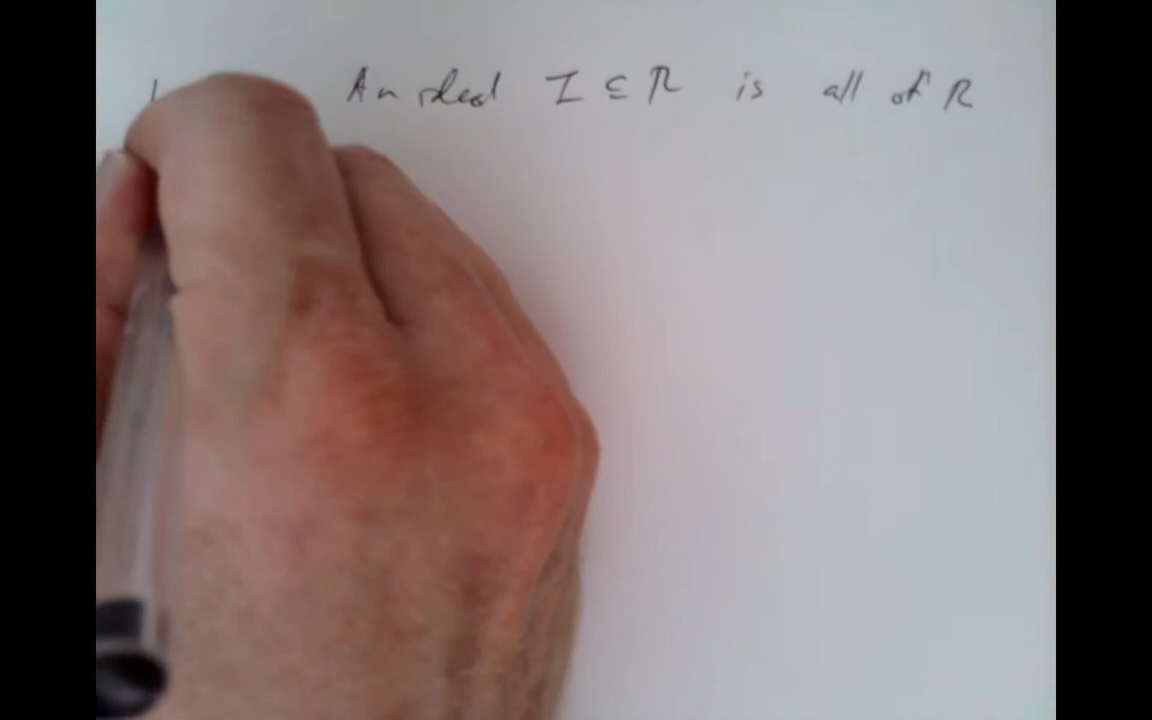 An ideal I ⊆ R is all of R